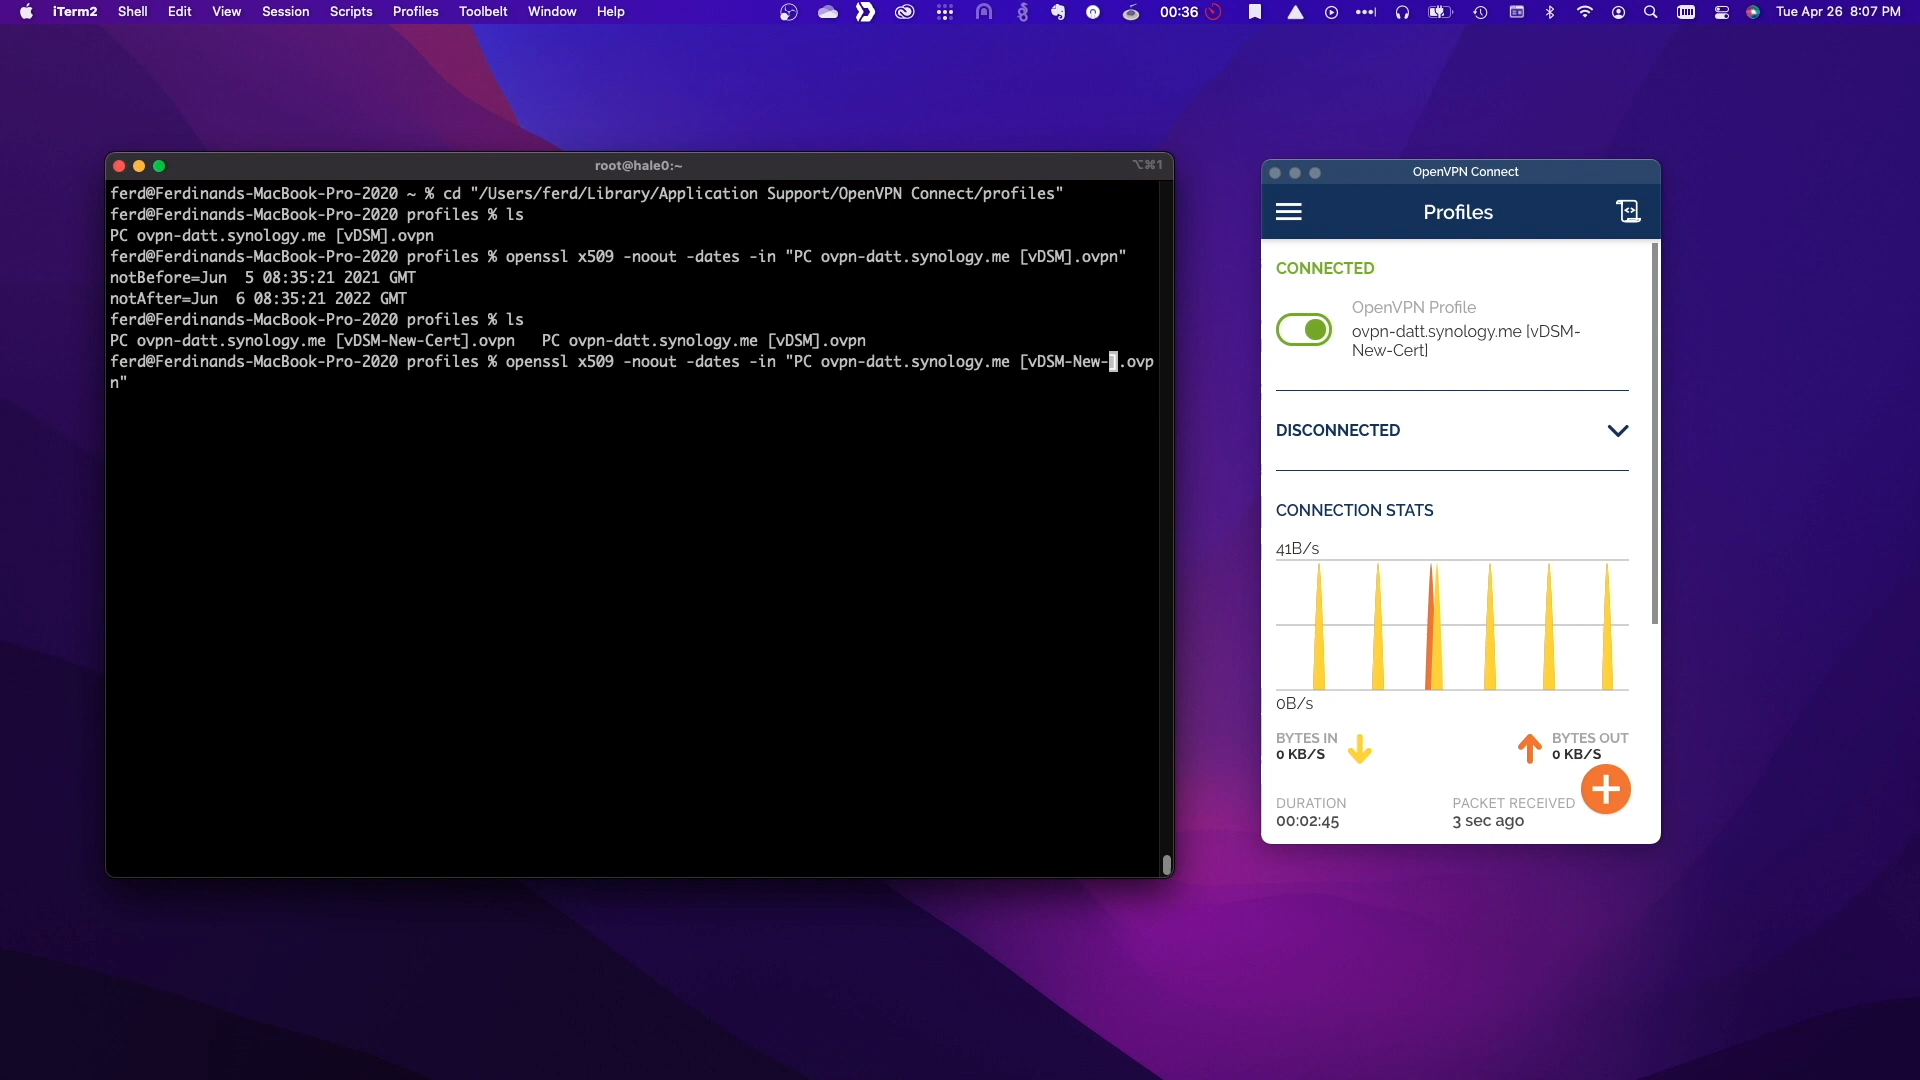 iTerm2 Shell Edit View Session Scripts Profiles Toolbelt Window Help 00:36 Tue Apr 26 8:07 PM
root@hale0:~ ⌥⌘1
ferd@Ferdinands-MacBook-Pro-2020 ~ % cd "/Users/ferd/Library/Application Support/OpenVPN Connect/profiles"
ferd@Ferdinands-MacBook-Pro-2020 profiles % ls
PC ovpn-datt.synology.me [vDSM].ovpn
ferd@Ferdinands-MacBook-Pro-2020 profiles % openssl x509 -noout -dates -in "PC ovpn-datt.synology.me [vDSM].ovpn"
notBefore=Jun  5 08:35:21 2021 GMT
notAfter=Jun  6 08:35:21 2022 GMT
ferd@Ferdinands-MacBook-Pro-2020 profiles % ls
PC ovpn-datt.synology.me [vDSM-New-Cert].ovpn   PC ovpn-datt.synology.me [vDSM].ovpn
ferd@Ferdinands-MacBook-Pro-2020 profiles % openssl x509 -noout -dates -in "PC ovpn-datt.synology.me [vDSM-New-].ovp
n"
OpenVPN Connect
Profiles
CONNECTED
OpenVPN Profile
ovpn-datt.synology.me [vDSM-
New-Cert]
DISCONNECTED
CONNECTION STATS
41B/s
0B/s
BYTES IN
0 KB/S
BYTES OUT
0 KB/S
DURATION
00:02:45
PACKET RECEIVED
3 sec ago